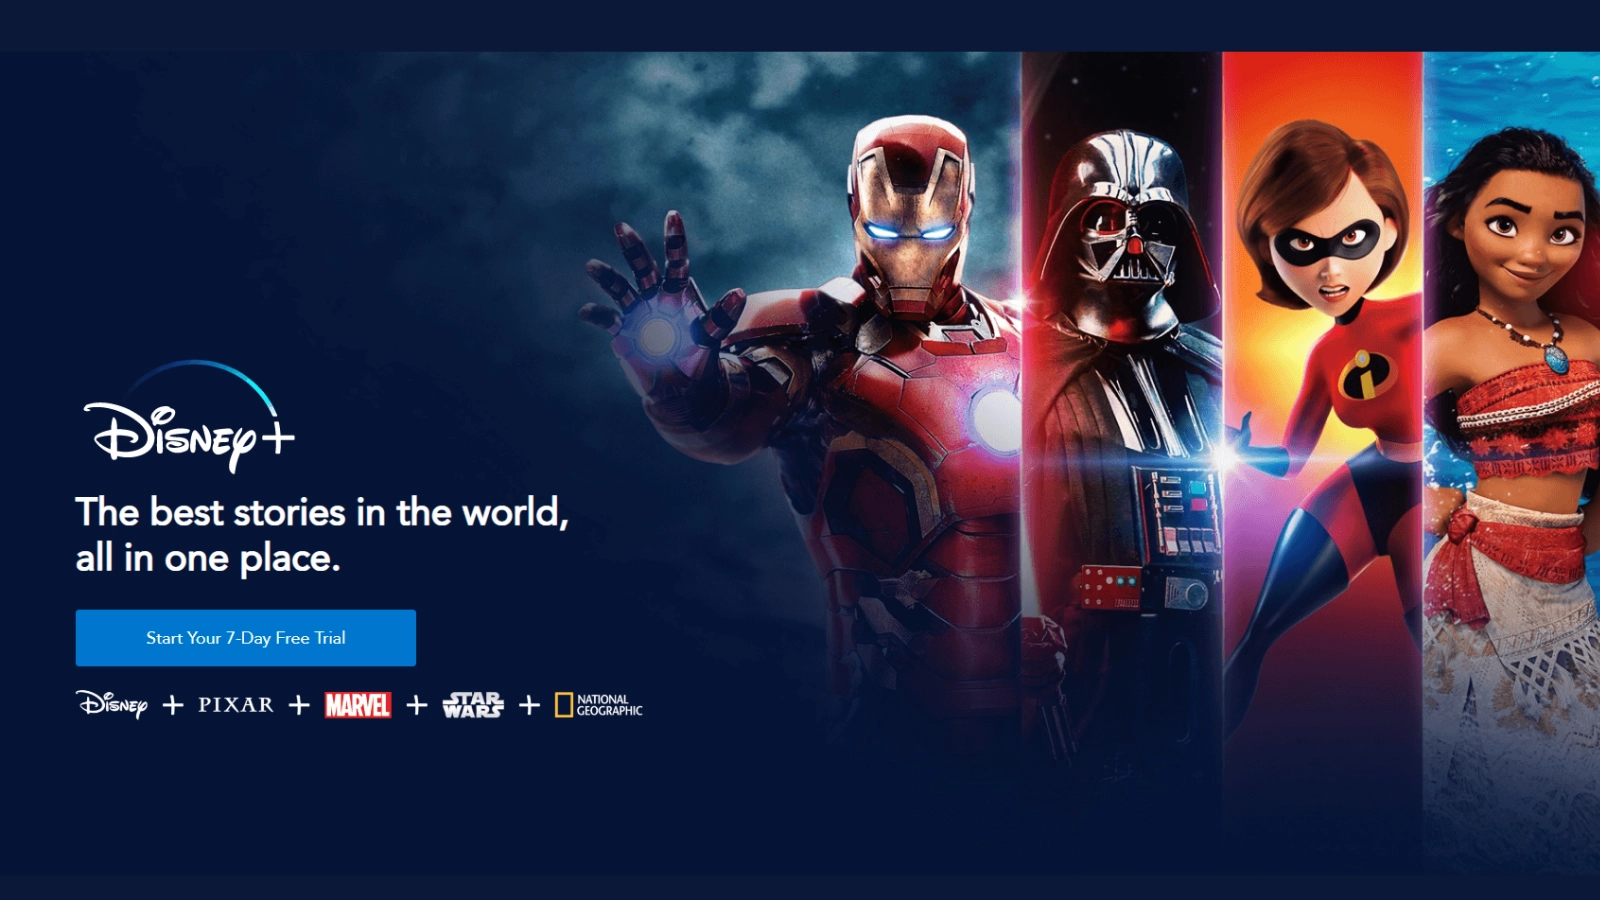 Disney+
The best stories in the world,
all in one place.
Start Your 7-Day Free Trial
Disney + PIXAR + MARVEL + STAR WARS + NATIONAL GEOGRAPHIC